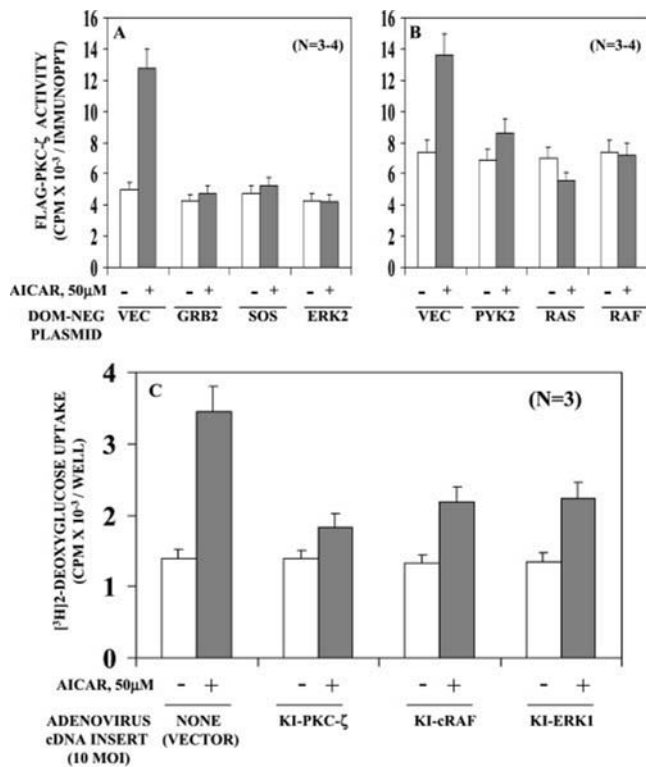 A
(N=3-4)
B
(N=3-4)
FLAG-PKC-ζ ACTIVITY
(CPM X 10⁻³ / IMMUNOPPT)
16
14
12
10
8
6
4
2
0
16
14
12
10
8
6
4
2
0
AICAR, 50μM - + - + - + - + - + - + - + - +
DOM-NEG
PLASMID
VEC GRB2 SOS ERK2 VEC PYK2 RAS RAF
C
(N=3)
[³H]2-DEOXYGLUCOSE UPTAKE
(CPM X 10⁻³ / WELL)
4
3
2
1
0
AICAR, 50μM - + - + - + - +
ADENOVIRUS
cDNA INSERT
(10 MOI)
NONE
(VECTOR)
KI-PKC-ζ
KI-cRAF
KI-ERK1